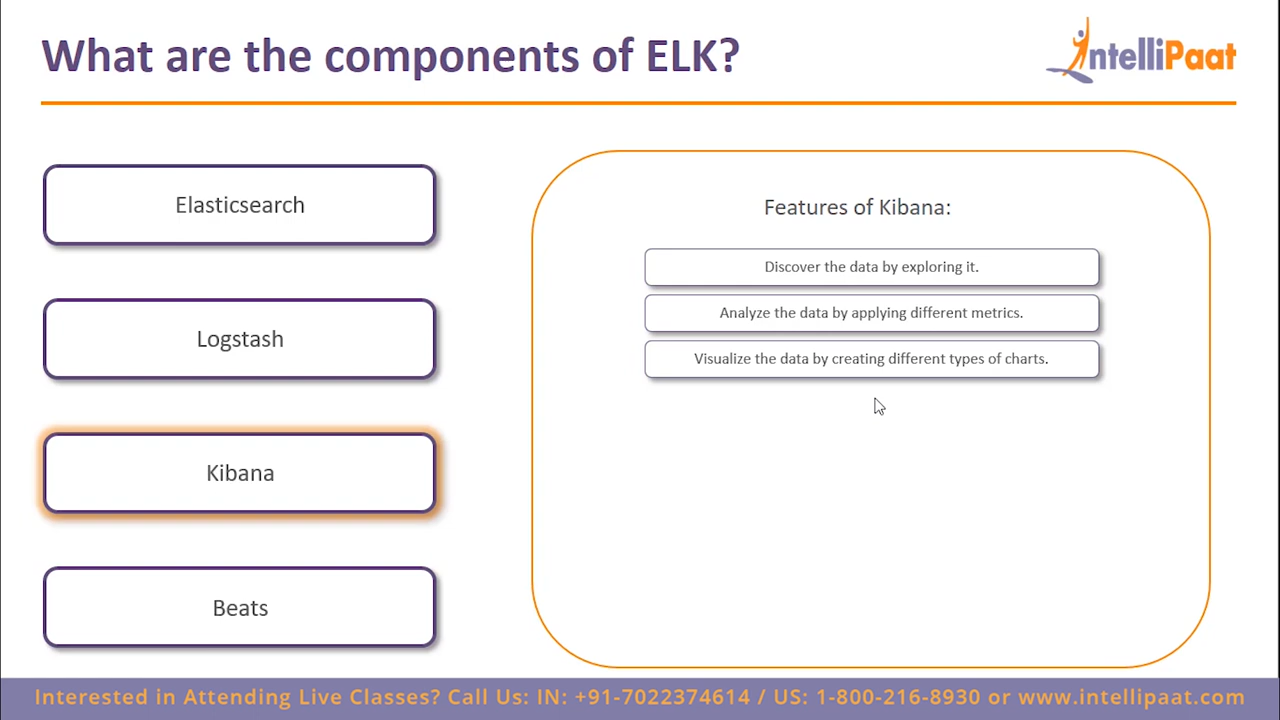 What are the components of ELK?
IntelliPaat
Elasticsearch
Logstash
Kibana
Beats
Features of Kibana:
Discover the data by exploring it.
Analyze the data by applying different metrics.
Visualize the data by creating different types of charts.
Interested in Attending Live Classes? Call Us: IN: +91-7022374614 / US: 1-800-216-8930 or www.intellipaat.com